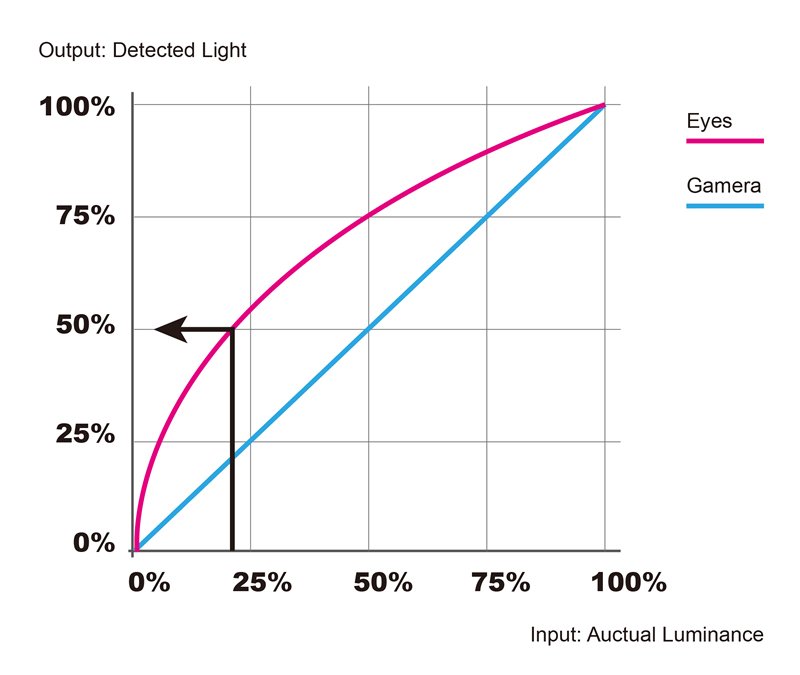 Output: Detected Light
100%
75%
50%
25%
0%
0% 25% 50% 75% 100%
Eyes
Gamera
Input: Auctual Luminance